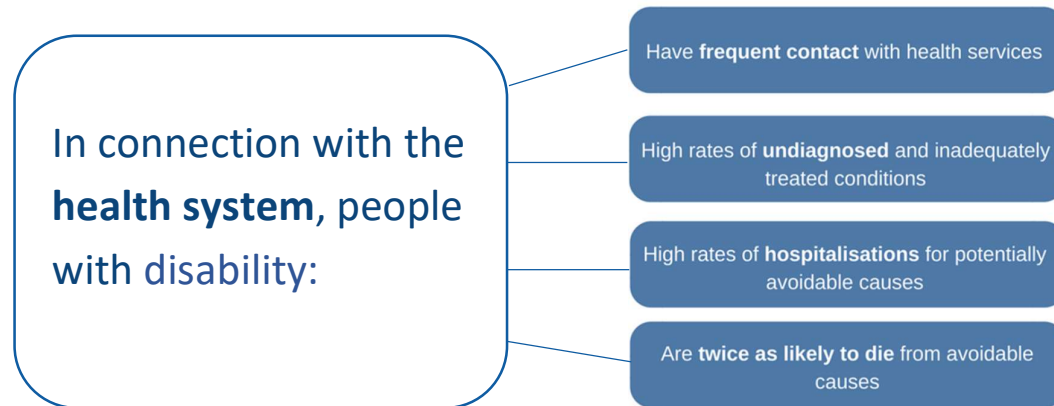 In connection with the
health system, people
with disability:
Have frequent contact with health services
High rates of undiagnosed and inadequately
treated conditions
High rates of hospitalisations for potentially
avoidable causes
Are twice as likely to die from avoidable
causes